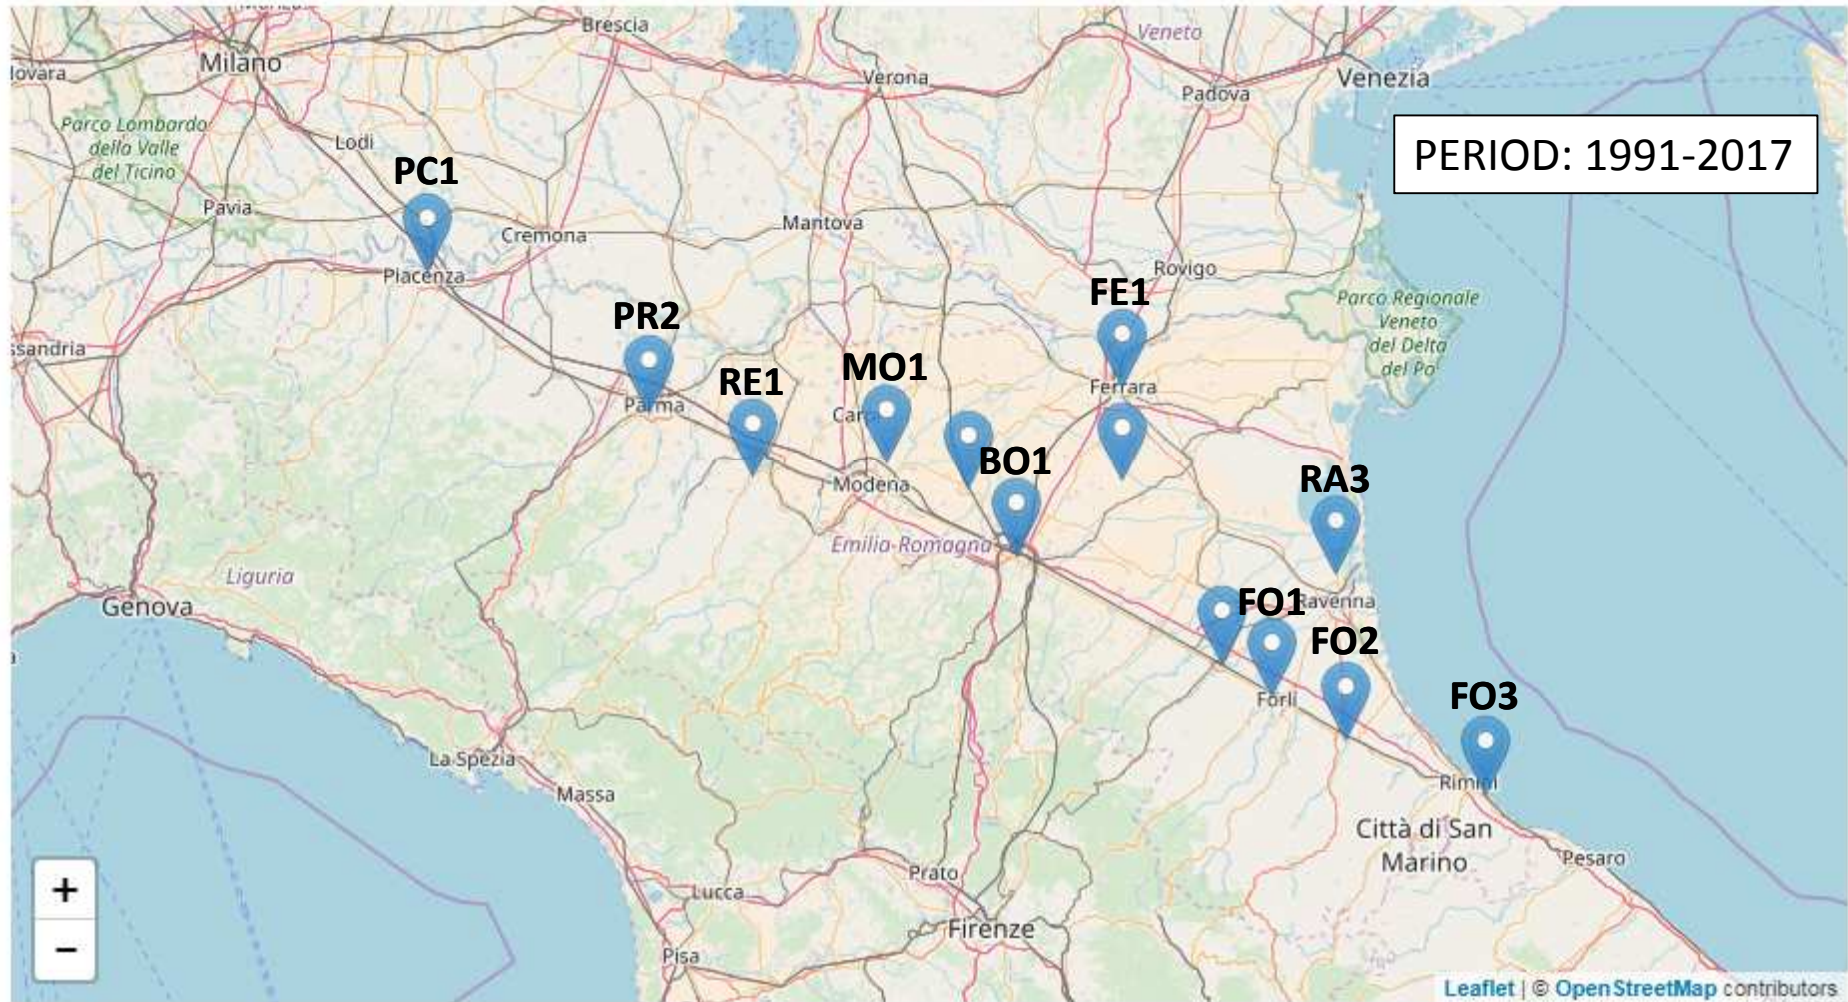 Brescia
Veneto
Milano
Verona
Venezia
Padova
Parco Lombardo
della Valle
del Ticino
Lodi
PERIOD: 1991-2017
PC1
Pavia
Cremona
Mantova
Piacenza
Rovigo
FE1
Parco Regionale
Veneto
del Delta
del Po
PR2
ssandria
MO1
RE1
Ferrara
Parma
Carp
BO1
Modena
RA3
Emilia-Romagna
Liguria
Genova
FO1
Ravenna
FO2
Forlì
FO3
La Spezia
Rimini
Massa
Città di San
Marino
Pesaro
Prato
Lucca
+
Firenze
−
Pisa
Leaflet | © OpenStreetMap contributors